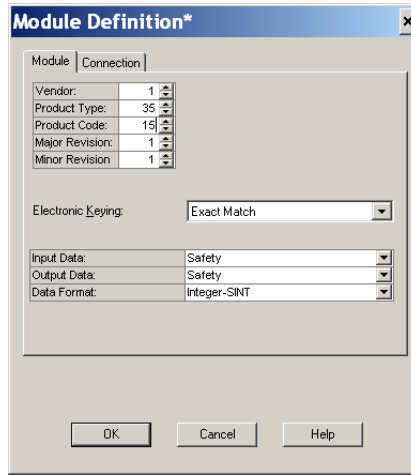 Module Definition*
Module Connection
Vendor: 1
Product Type: 35
Product Code: 15
Major Revision: 1
Minor Revision 1
Electronic Keying: Exact Match
Input Data: Safety
Output Data: Safety
Data Format: Integer-SINT
OK Cancel Help